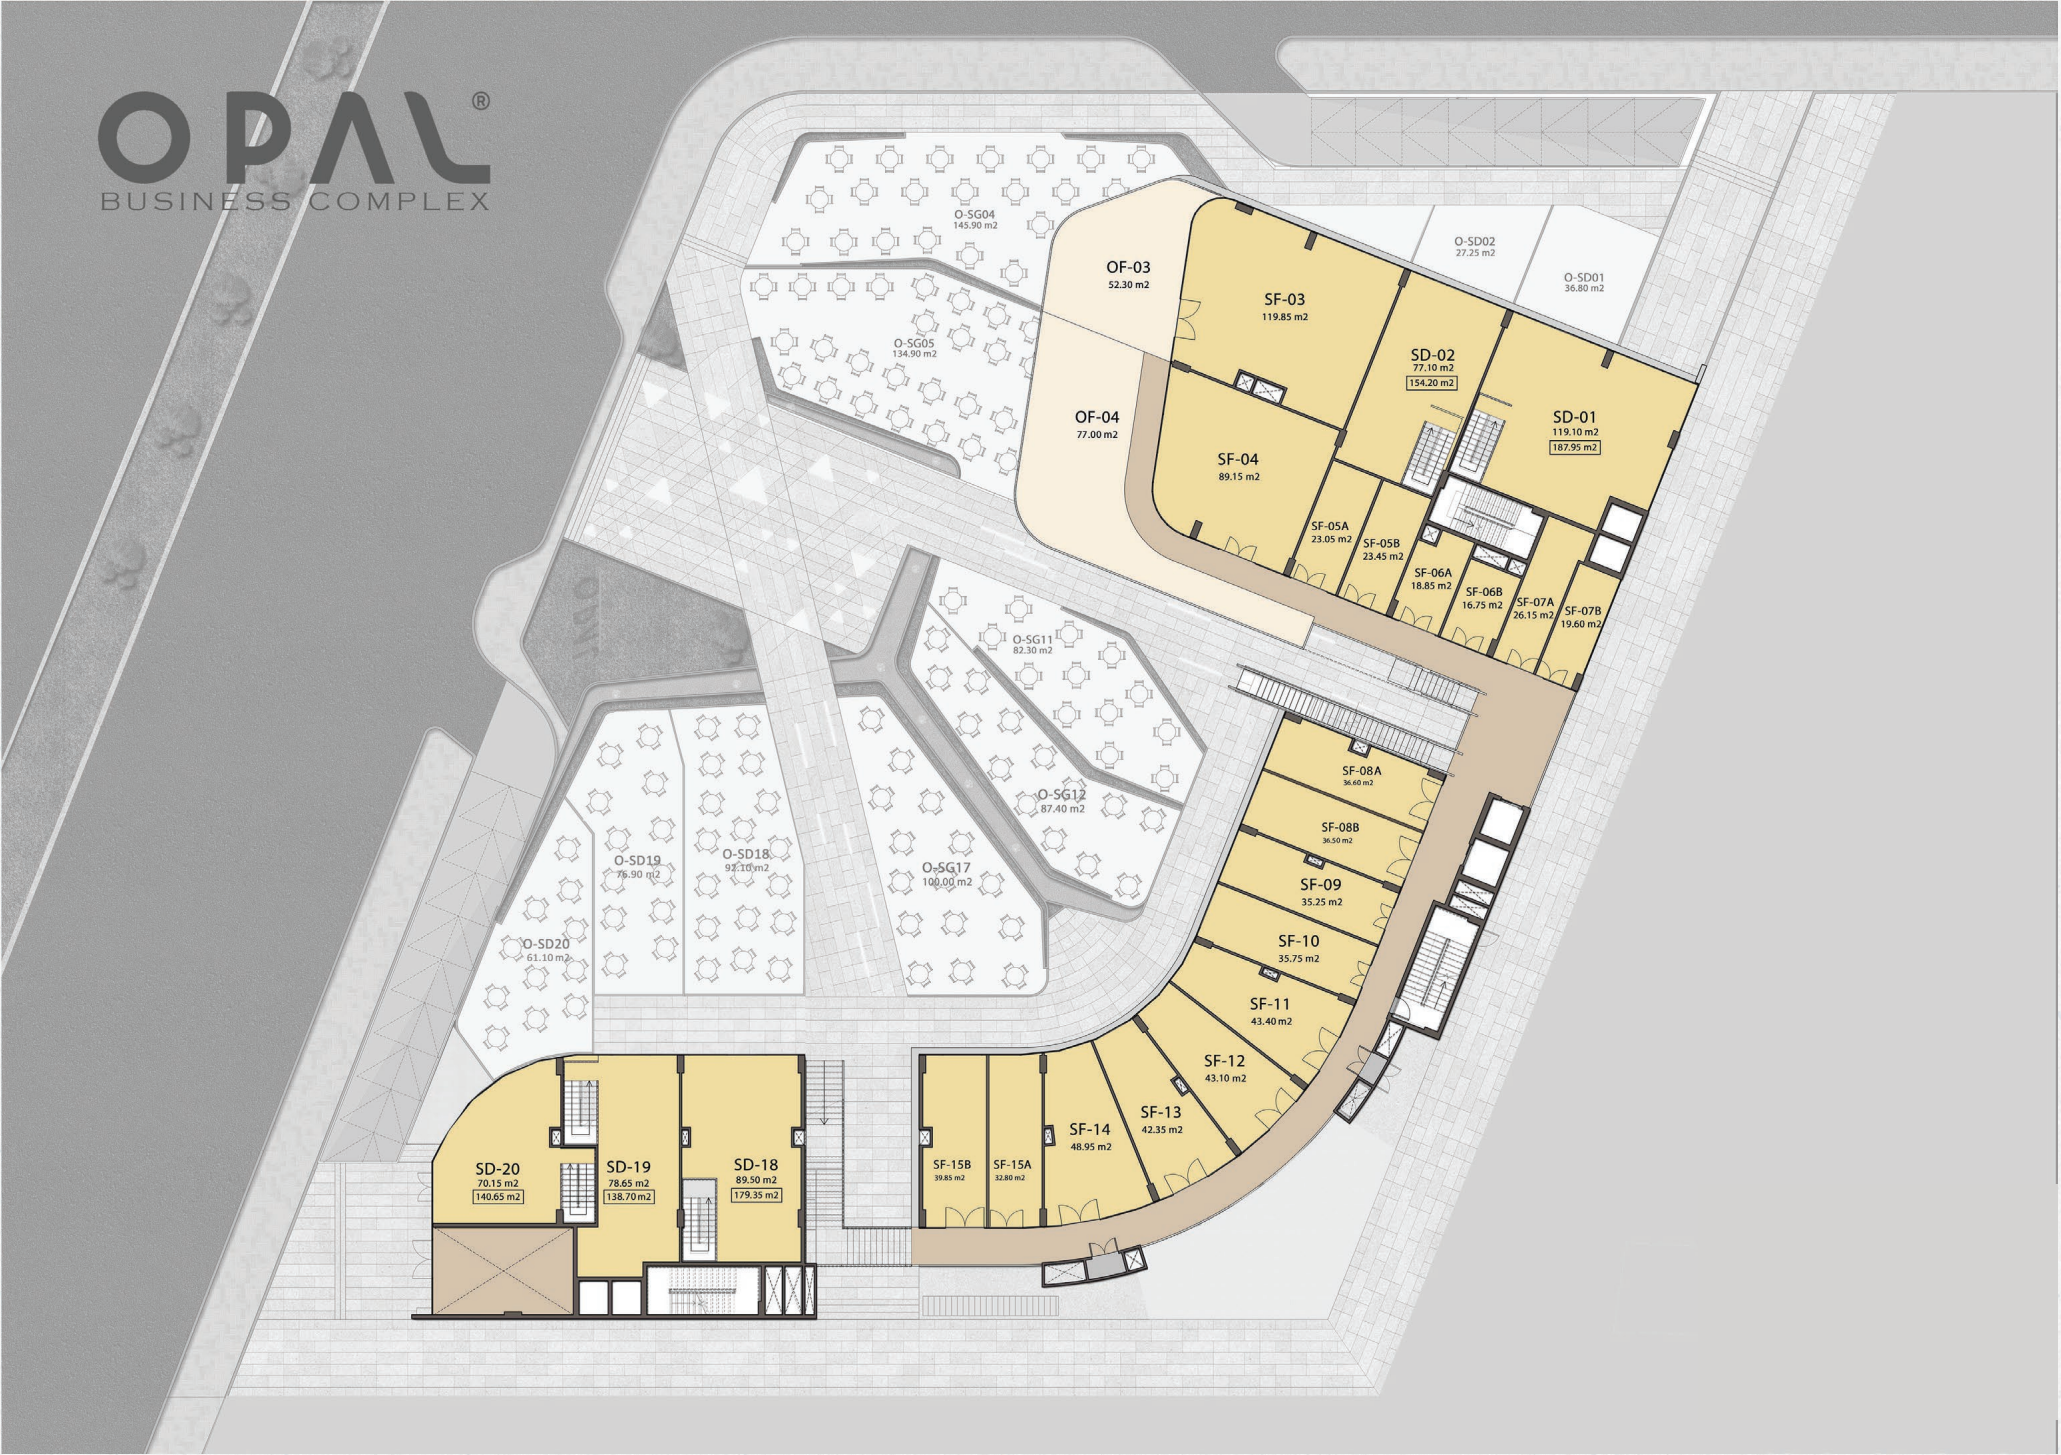 OPAL®
BUSINESS COMPLEX
O-SG04
145.90 m2
OF-03
52.30 m2
SF-03
119.85 m2
O-SD02
27.25 m2
O-SD01
36.80 m2
O-SG05
134.90 m2
SD-02
77.10 m2
154.20 m2
OF-04
77.00 m2
SD-01
119.10 m2
187.95 m2
SF-04
89.15 m2
SF-05A
23.05 m2
SF-05B
23.45 m2
SF-06A
18.85 m2
SF-06B
16.75 m2
SF-07A
26.15 m2
SF-07B
19.60 m2
OPAL
O-SG11
82.30 m2
SF-08A
36.60 m2
O-SG12
87.40 m2
SF-08B
36.50 m2
O-SD19
76.90 m2
O-SD18
92.10 m2
O-SG17
100.00 m2
SF-09
35.25 m2
O-SD20
61.10 m2
SF-10
35.75 m2
SF-11
43.40 m2
SF-12
43.10 m2
SF-13
42.35 m2
SF-14
48.95 m2
SF-15B
39.85 m2
SF-15A
32.80 m2
SD-20
70.15 m2
140.65 m2
SD-19
78.65 m2
138.70 m2
SD-18
89.50 m2
179.35 m2